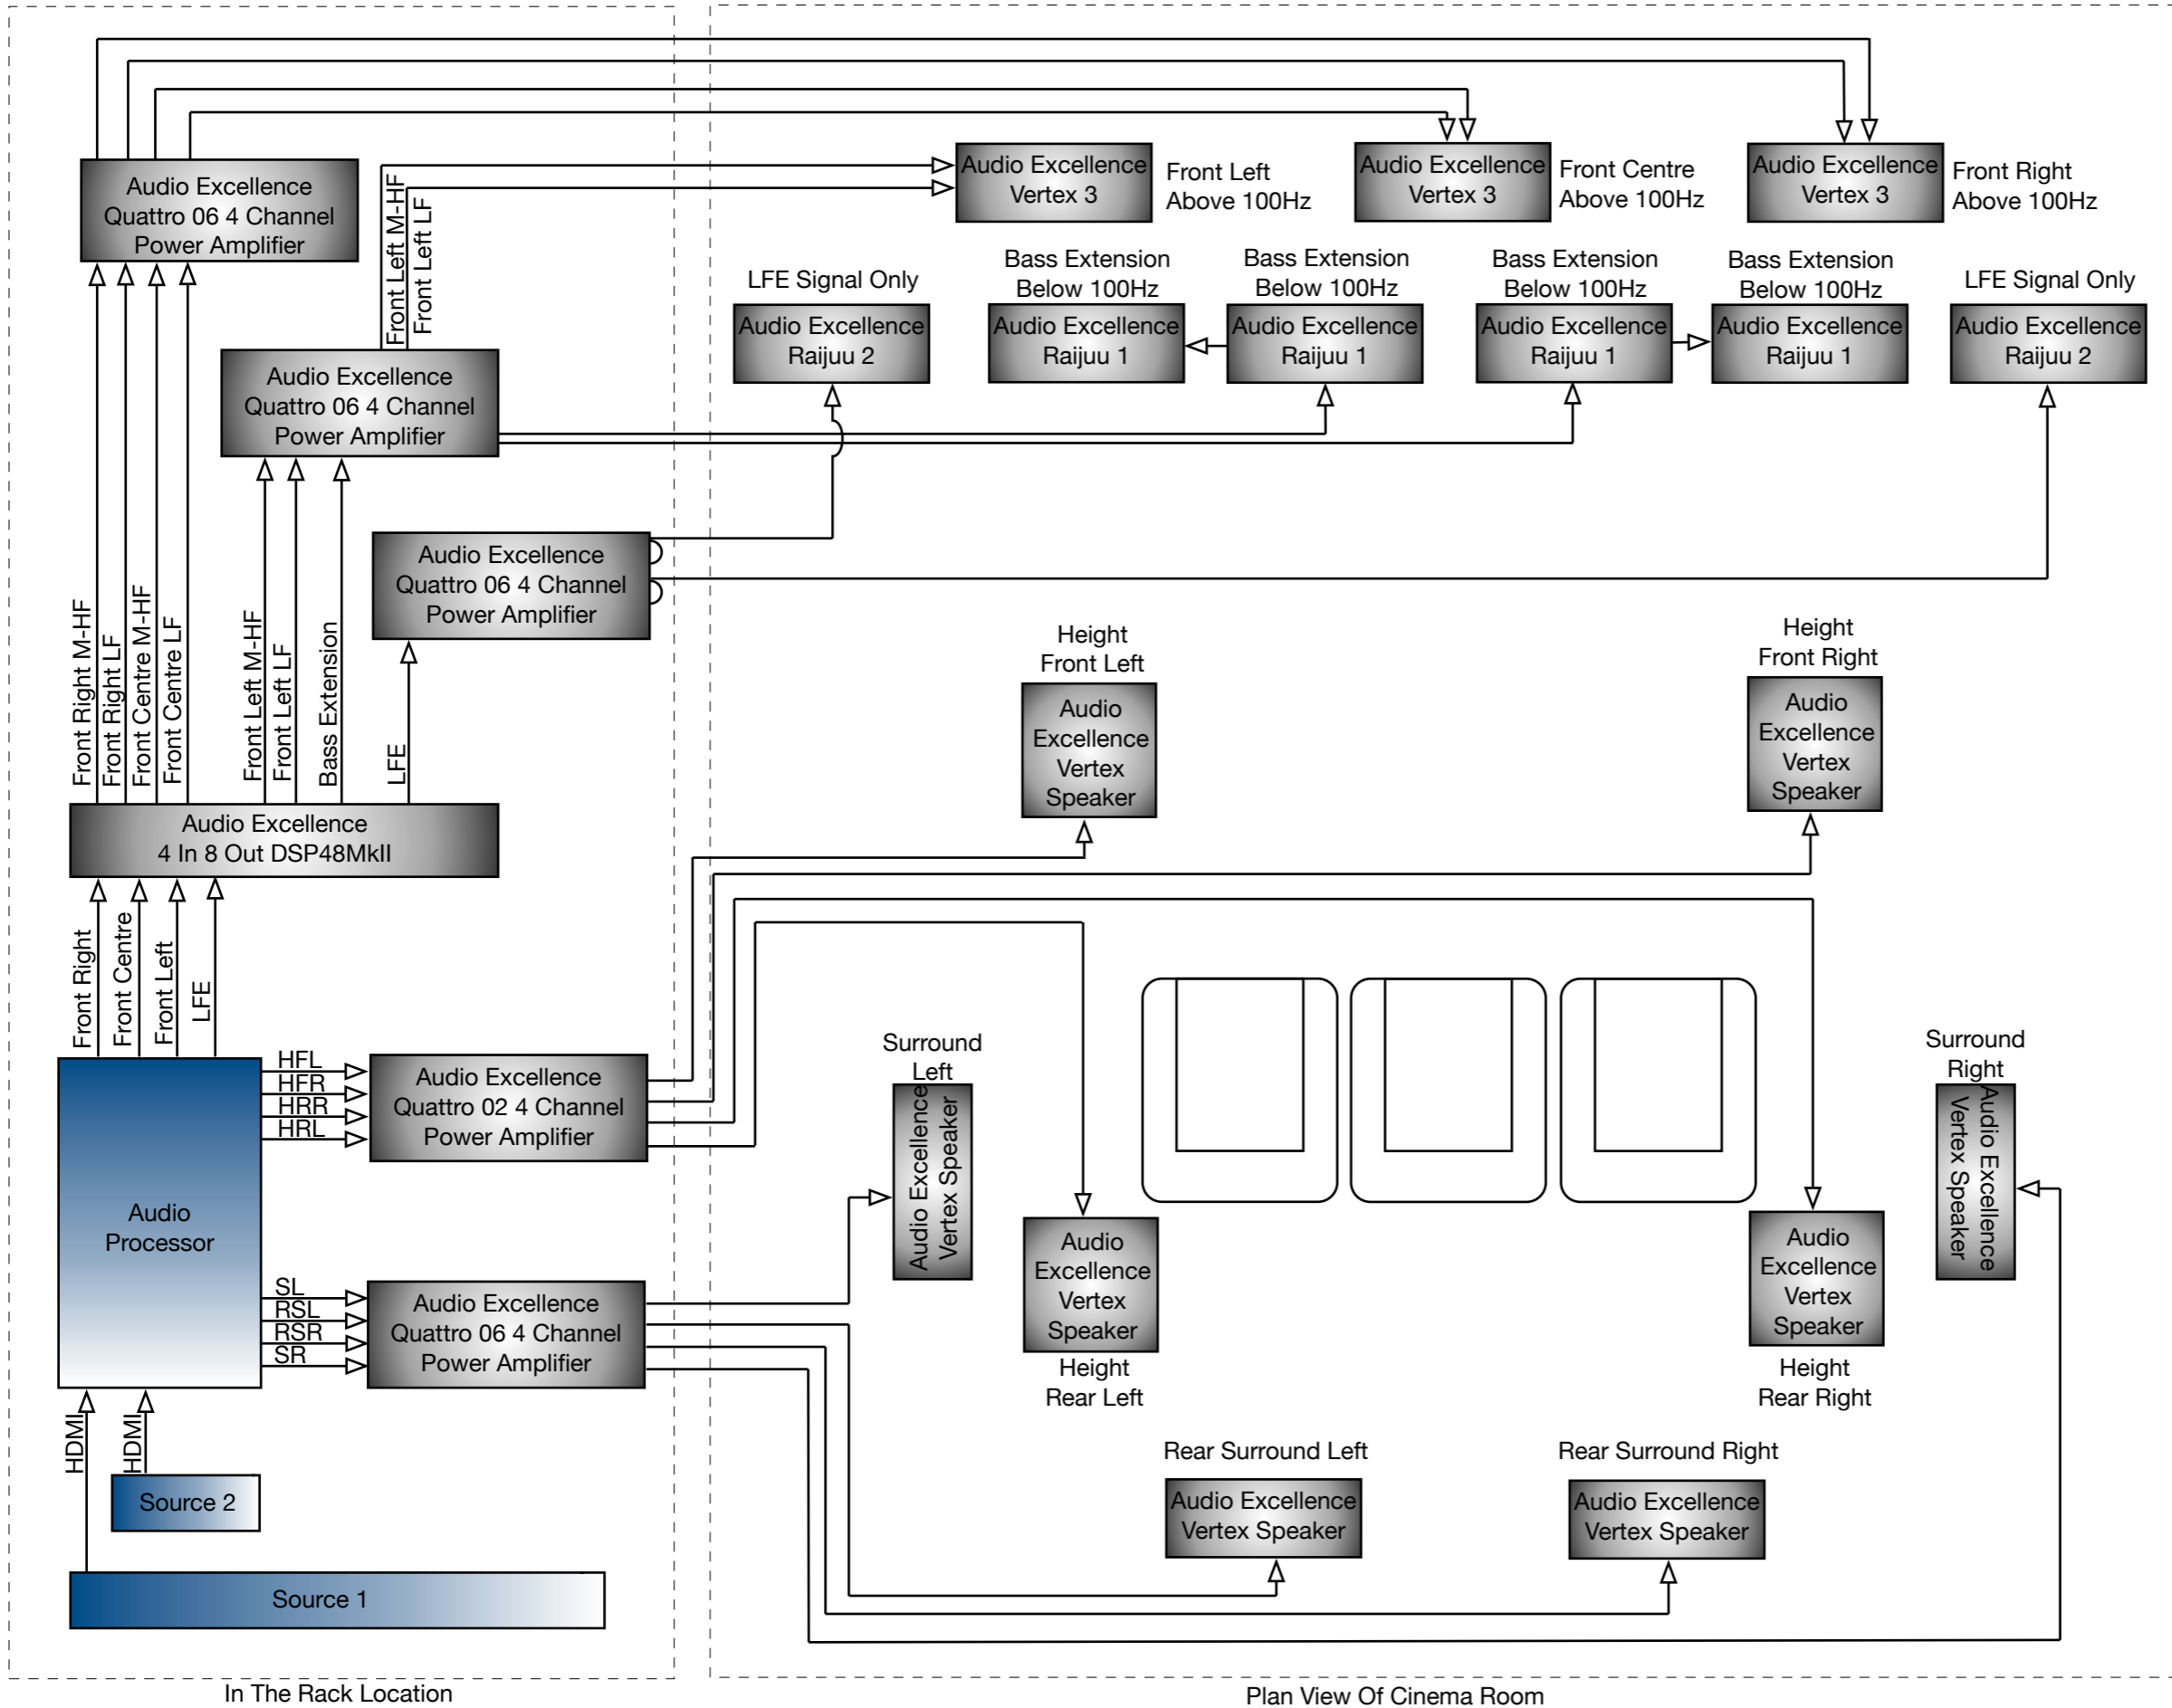 Audio Excellence
Quattro 06 4 Channel
Power Amplifier
Front Left M-HF
Front Left LF
Audio Excellence
Vertex 3
Front Left
Above 100Hz
Audio Excellence
Vertex 3
Front Centre
Above 100Hz
Audio Excellence
Vertex 3
Front Right
Above 100Hz
LFE Signal Only
Audio Excellence
Raijuu 2
Bass Extension
Below 100Hz
Audio Excellence
Raijuu 1
Bass Extension
Below 100Hz
Audio Excellence
Raijuu 1
Bass Extension
Below 100Hz
Audio Excellence
Raijuu 1
Bass Extension
Below 100Hz
Audio Excellence
Raijuu 1
LFE Signal Only
Audio Excellence
Raijuu 2
Audio Excellence
Quattro 06 4 Channel
Power Amplifier
Audio Excellence
Quattro 06 4 Channel
Power Amplifier
Front Right M-HF
Front Right LF
Front Centre M-HF
Front Centre LF
Front Left M-HF
Front Left LF
Bass Extension
LFE
Height
Front Left
Audio
Excellence
Vertex
Speaker
Height
Front Right
Audio
Excellence
Vertex
Speaker
Audio Excellence
4 In 8 Out DSP48MkII
Front Right
Front Centre
Front Left
LFE
Audio
Processor
HFL
HFR
HRR
HRL
Audio Excellence
Quattro 02 4 Channel
Power Amplifier
Surround
Left
Audio Excellence
Vertex Speaker
Surround
Right
Audio Excellence
Vertex Speaker
SL
RSL
RSR
SR
Audio Excellence
Quattro 06 4 Channel
Power Amplifier
Audio
Excellence
Vertex
Speaker
Height
Rear Left
Audio
Excellence
Vertex
Speaker
Height
Rear Right
HDMI
HDMI
Source 2
Source 1
Rear Surround Left
Audio Excellence
Vertex Speaker
Rear Surround Right
Audio Excellence
Vertex Speaker
In The Rack Location
Plan View Of Cinema Room